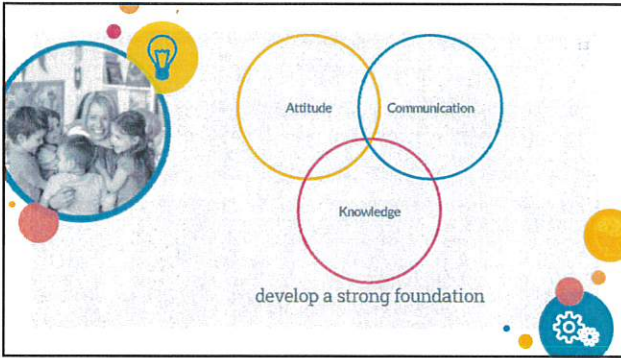 Attitude
Communication
Knowledge
develop a strong foundation